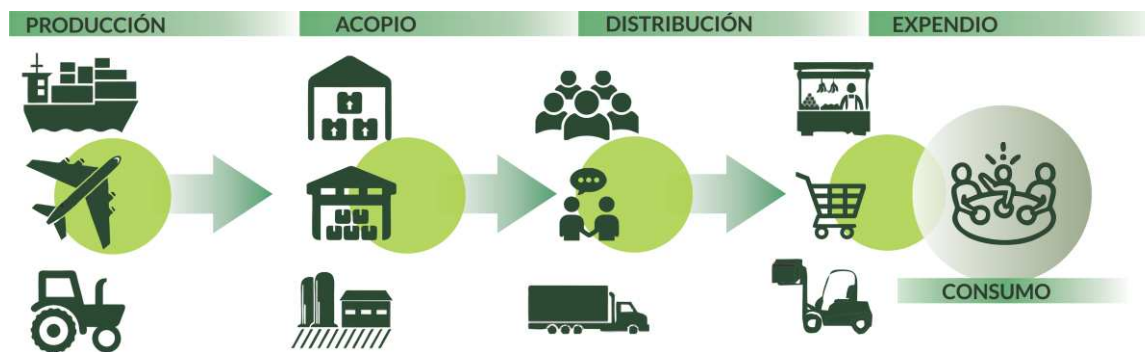 PRODUCCIÓN
ACOPIO
DISTRIBUCIÓN
EXPENDIO
CONSUMO